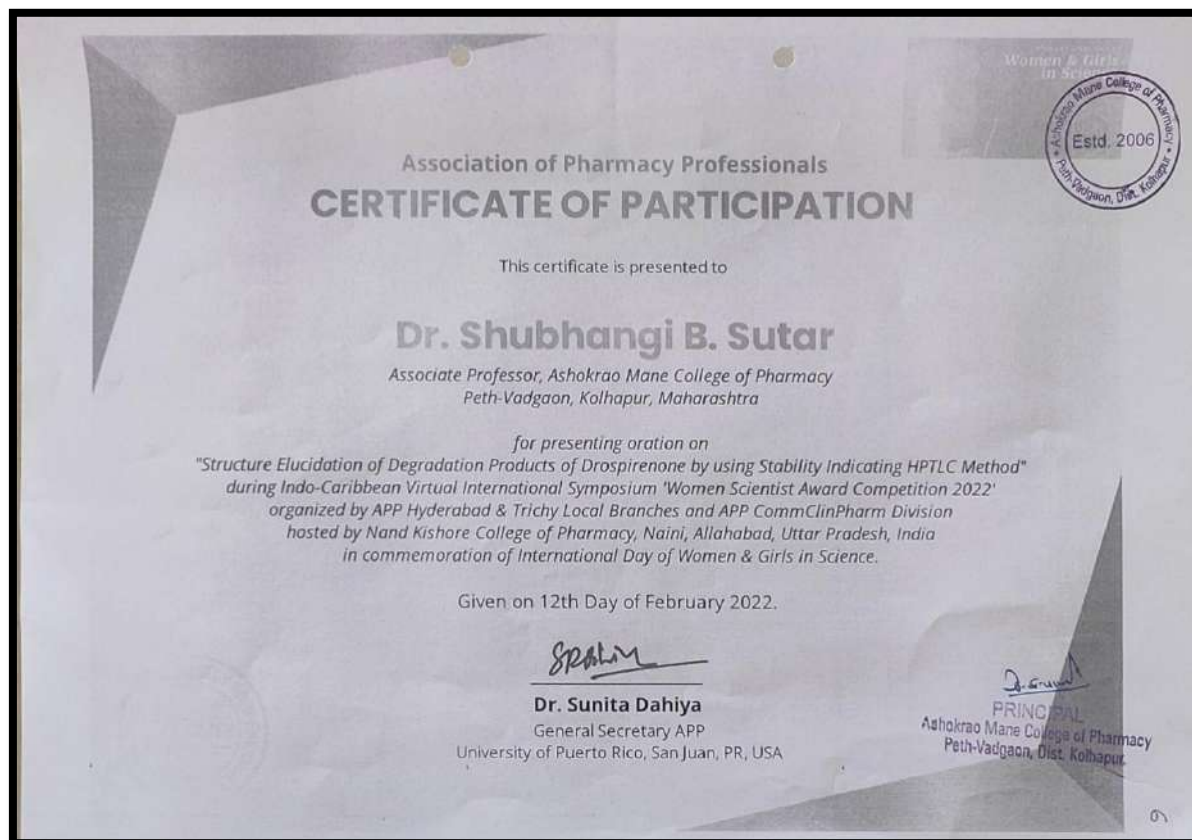 Women & Girls
in Science
Ashokrao Mane College of Pharmacy
Estd. 2006
Peth-Vadgaon, Dist. Kolhapur
Association of Pharmacy Professionals
CERTIFICATE OF PARTICIPATION
This certificate is presented to
Dr. Shubhangi B. Sutar
Associate Professor, Ashokrao Mane College of Pharmacy
Peth-Vadgaon, Kolhapur, Maharashtra
for presenting oration on
"Structure Elucidation of Degradation Products of Drospirenone by using Stability Indicating HPTLC Method"
during Indo-Caribbean Virtual International Symposium 'Women Scientist Award Competition 2022'
organized by APP Hyderabad & Trichy Local Branches and APP CommClinPharm Division
hosted by Nand Kishore College of Pharmacy, Naini, Allahabad, Uttar Pradesh, India
in commemoration of International Day of Women & Girls in Science.
Given on 12th Day of February 2022.
Dr. Sunita Dahiya
General Secretary APP
University of Puerto Rico, San Juan, PR, USA
PRINCIPAL
Ashokrao Mane College of Pharmacy
Peth-Vadgaon, Dist. Kolhapur.